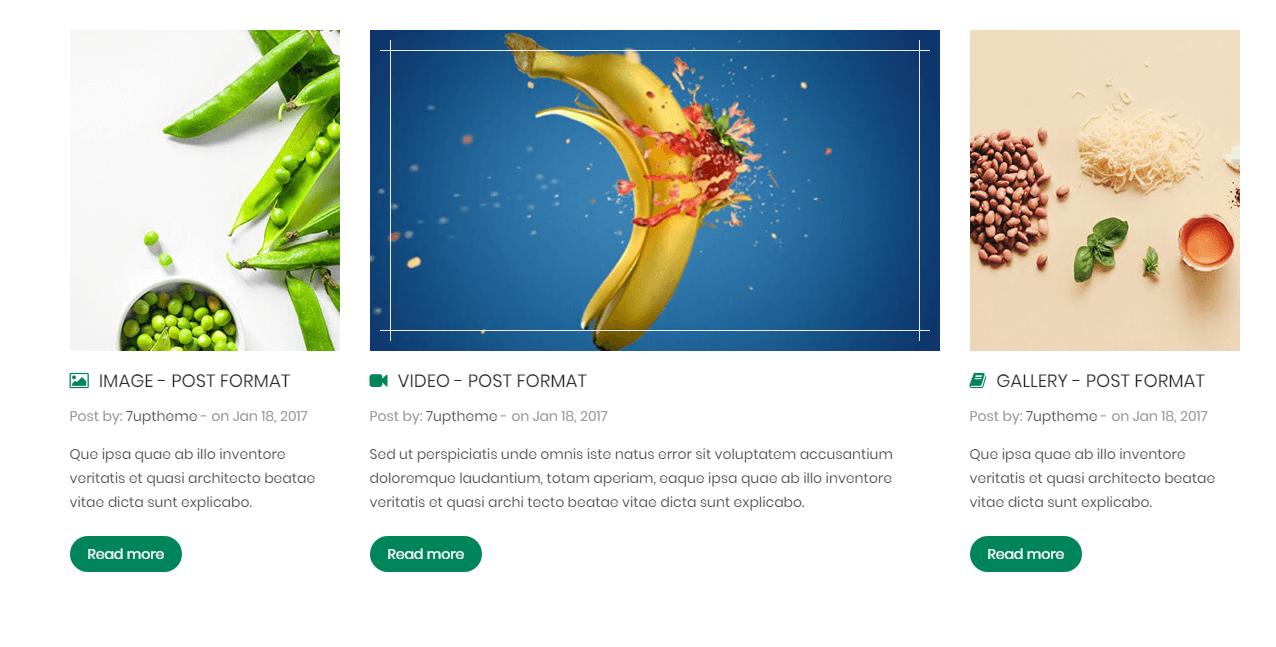 IMAGE - POST FORMAT
Post by: 7uptheme - on Jan 18, 2017
Que ipsa quae ab illo inventore
veritatis et quasi architecto beatae
vitae dicta sunt explicabo.
Read more
VIDEO - POST FORMAT
Post by: 7uptheme - on Jan 18, 2017
Sed ut perspiciatis unde omnis iste natus error sit voluptatem accusantium
doloremque laudantium, totam aperiam, eaque ipsa quae ab illo inventore
veritatis et quasi archi tecto beatae vitae dicta sunt explicabo.
Read more
GALLERY - POST FORMAT
Post by: 7uptheme - on Jan 18, 2017
Que ipsa quae ab illo inventore
veritatis et quasi architecto beatae
vitae dicta sunt explicabo.
Read more